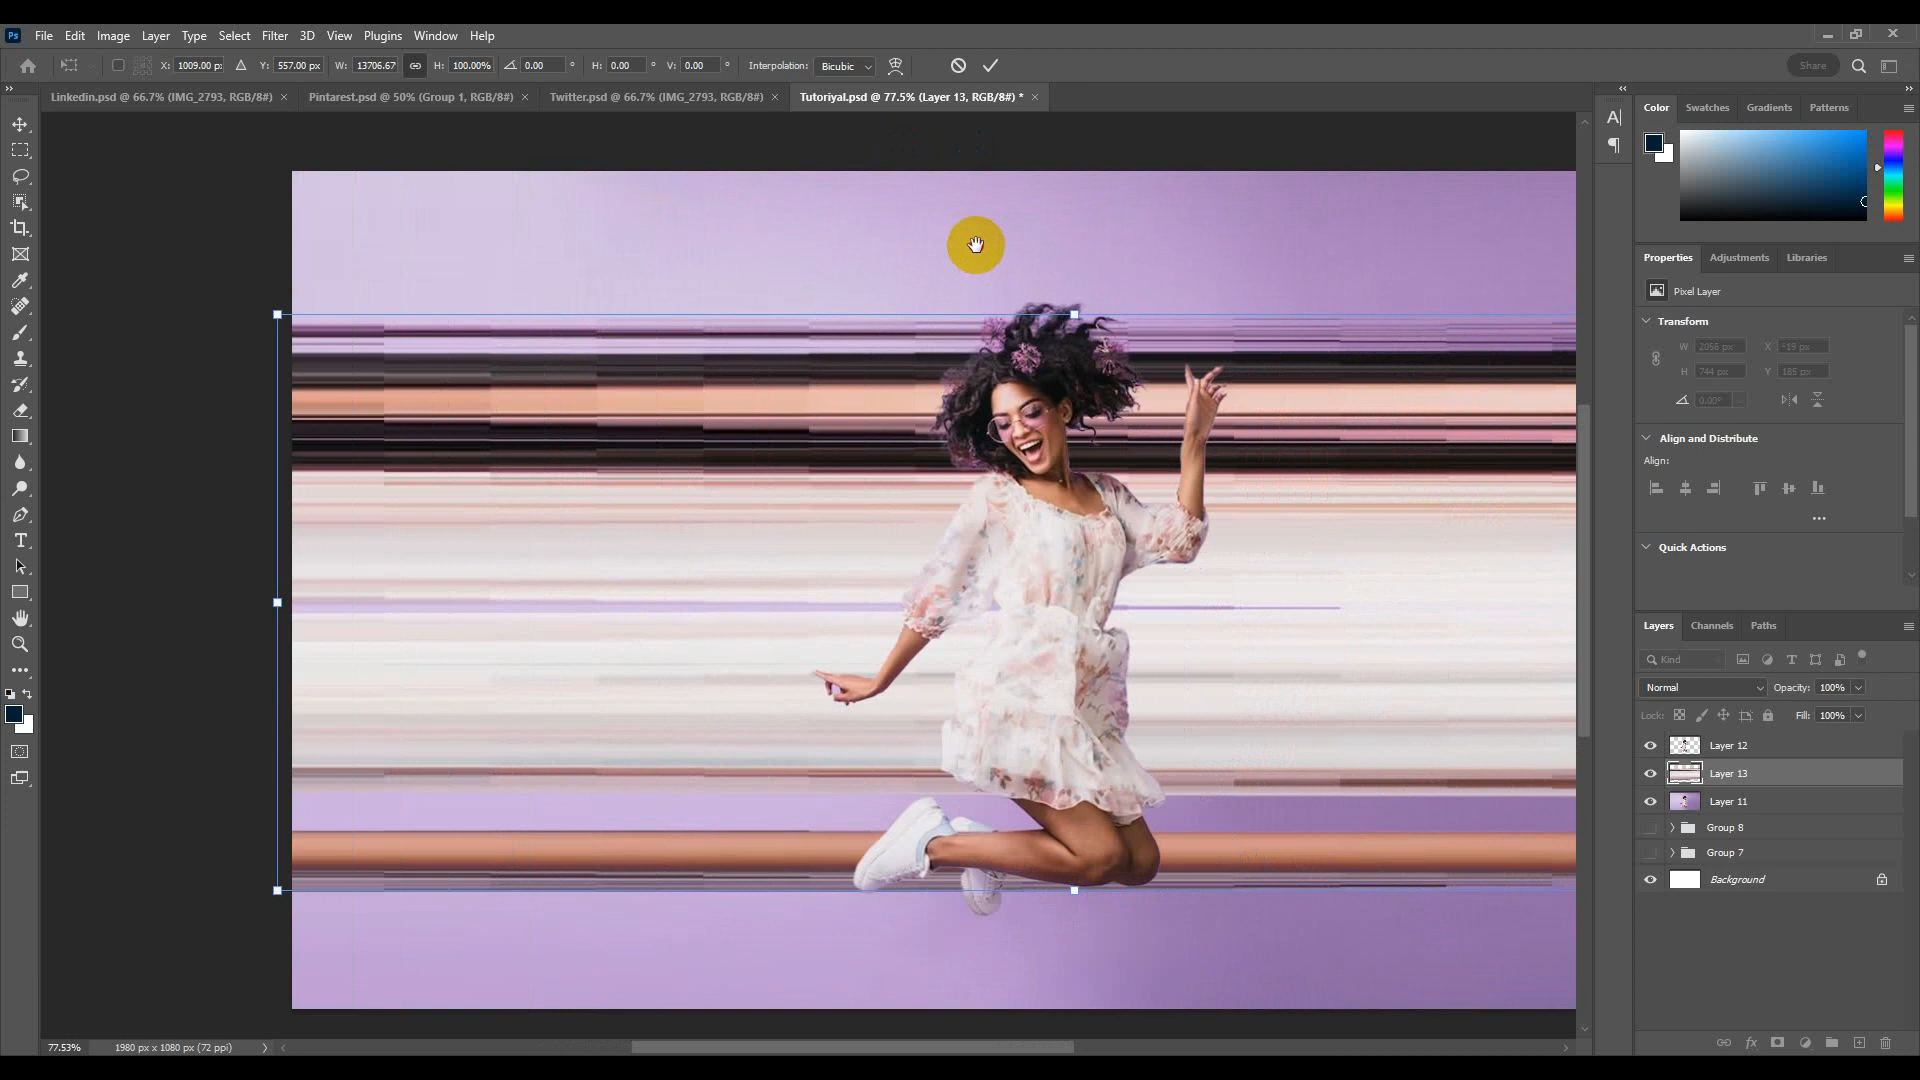 Ps File Edit Image Layer Type Select Filter 3D View Plugins Window Help
X: 1009.00 px Y: 557.00 px W: 13706.67 H: 100.00% 0.00 ° H: 0.00 ° V: 0.00 ° Interpolation: Bicubic Share
Linkedin.psd @ 66.7% (IMG_2793, RGB/8#) × Pintarest.psd @ 50% (Group 1, RGB/8#) × Twitter.psd @ 66.7% (IMG_2793, RGB/8#) × Tutoriyal.psd @ 77.5% (Layer 13, RGB/8#) * ×
Color Swatches Gradients Patterns
Properties Adjustments Libraries
Pixel Layer
Transform
W 2056 px X -19 px
H 744 px Y 185 px
0.00°
Align and Distribute
Align:
Quick Actions
Layers Channels Paths
Kind
Normal Opacity: 100%
Lock: Fill: 100%
Layer 12
Layer 13
Layer 11
Group 8
Group 7
Background
77.53% 1980 px x 1080 px (72 ppi)